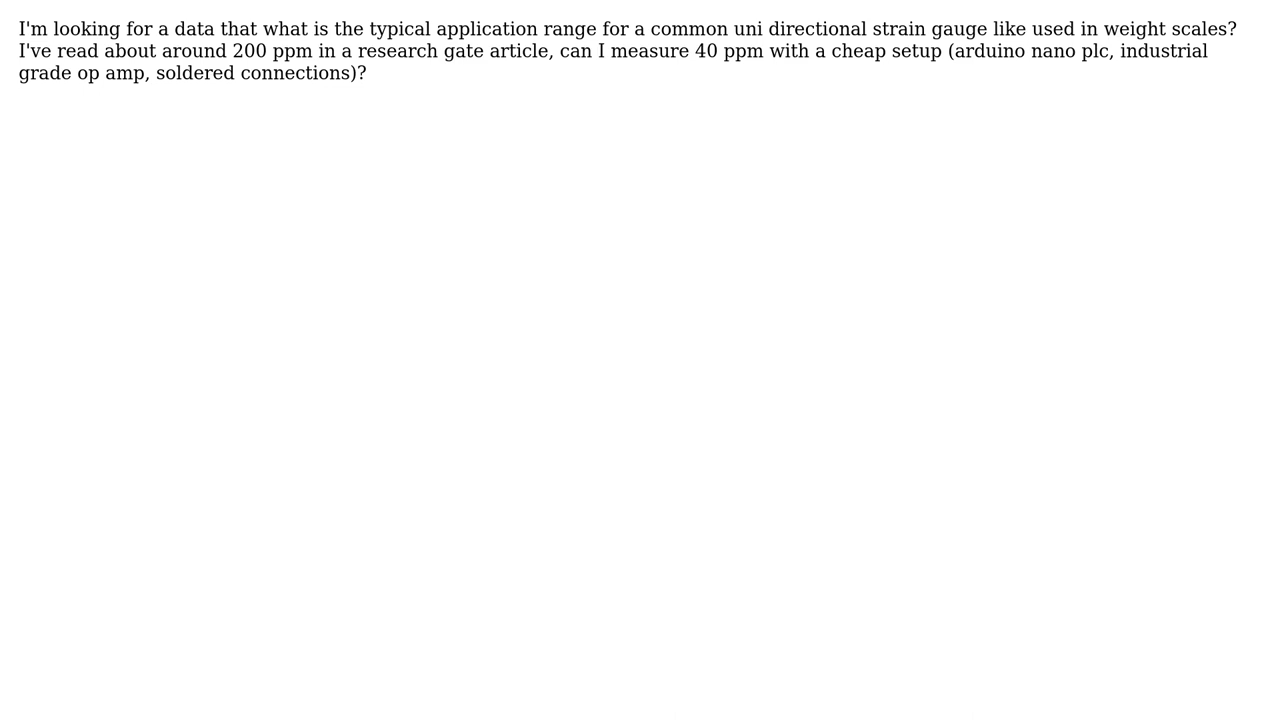 I'm looking for a data that what is the typical application range for a common uni directional strain gauge like used in weight scales?
I've read about around 200 ppm in a research gate article, can I measure 40 ppm with a cheap setup (arduino nano plc, industrial
grade op amp, soldered connections)?